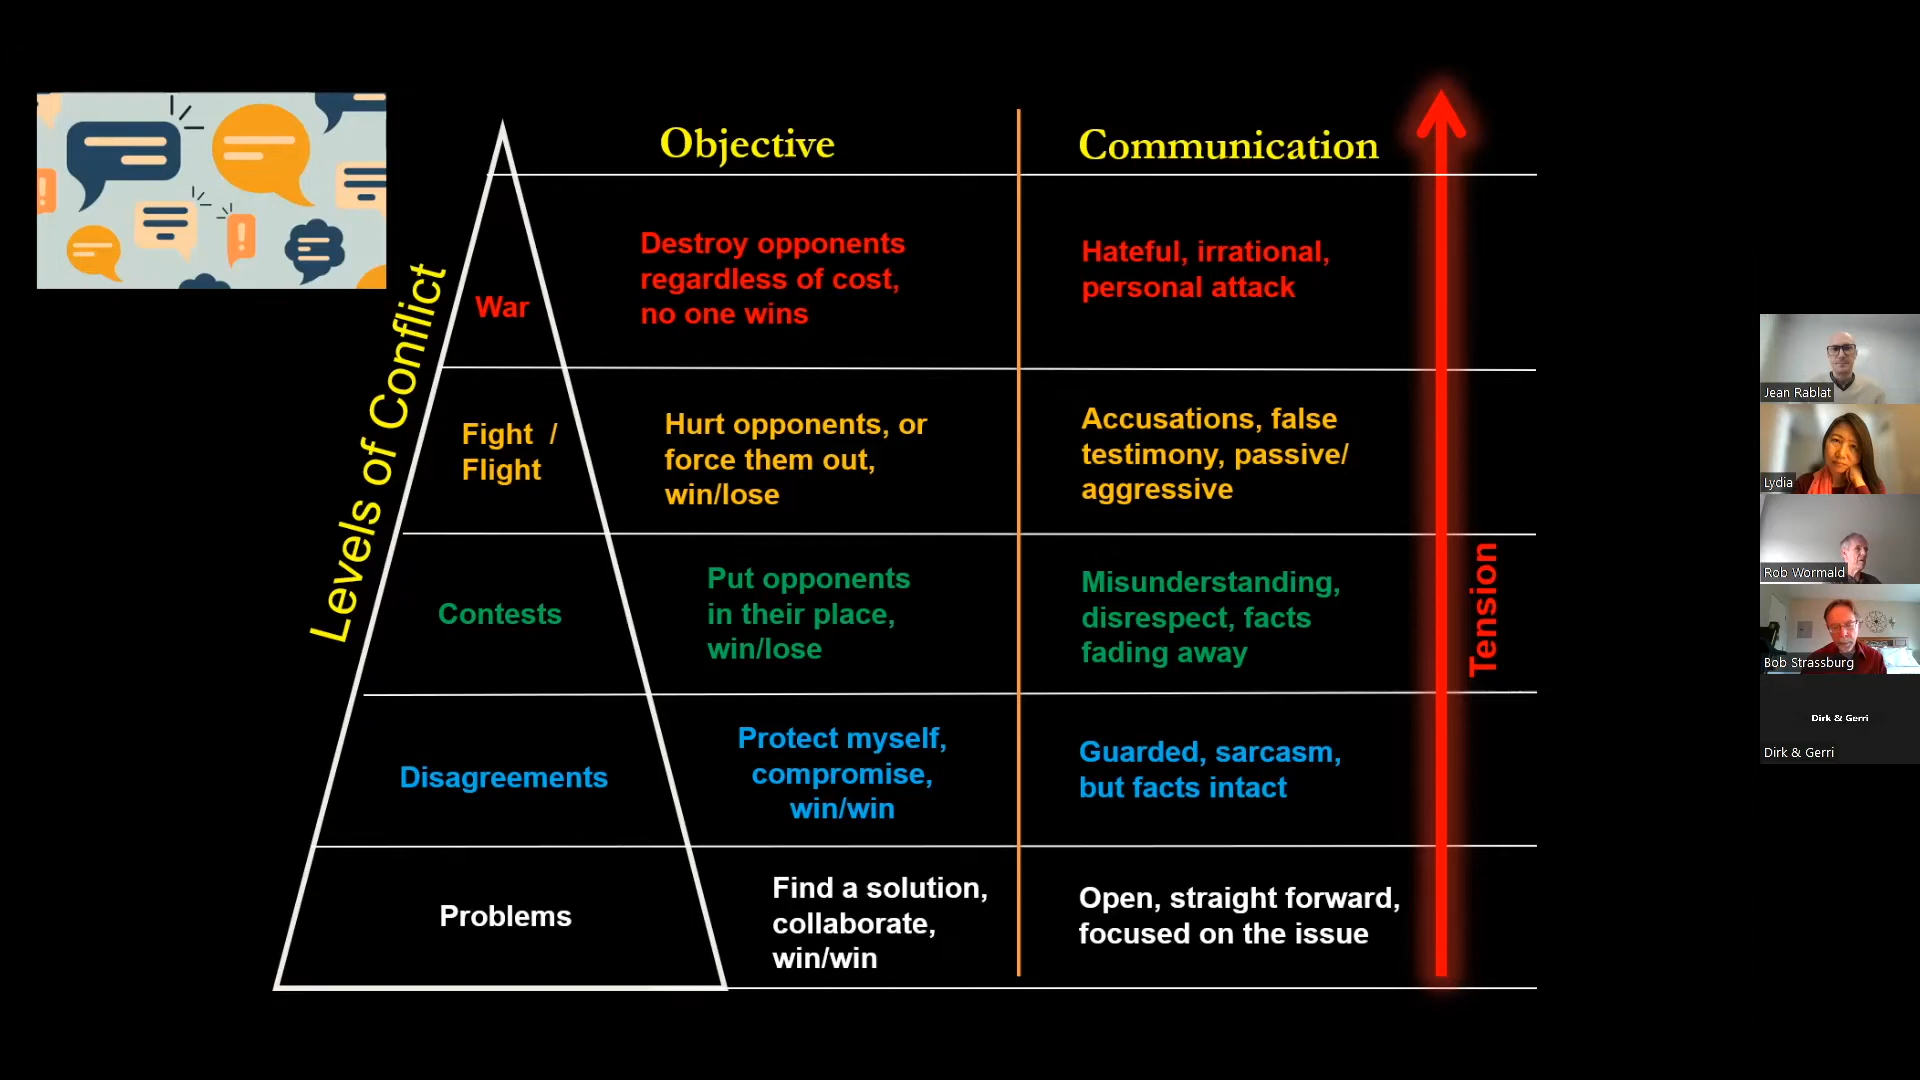 Levels of Conflict
Objective
Communication
War
Destroy opponents
regardless of cost,
no one wins
Hateful, irrational,
personal attack
Fight /
Flight
Hurt opponents, or
force them out,
win/lose
Accusations, false
testimony, passive/
aggressive
Contests
Put opponents
in their place,
win/lose
Misunderstanding,
disrespect, facts
fading away
Disagreements
Protect myself,
compromise,
win/win
Guarded, sarcasm,
but facts intact
Problems
Find a solution,
collaborate,
win/win
Open, straight forward,
focused on the issue
Tension
Jean Rablat
Lydia
Rob Wormald
Bob Strassburg
Dirk & Gerri
Dirk & Gerri